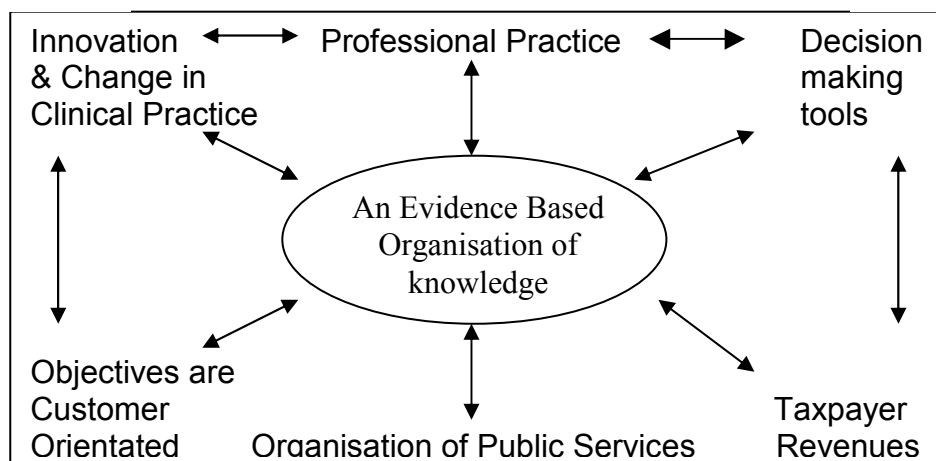 Innovation
& Change in
Clinical Practice
Professional Practice
Decision
making
tools
An Evidence Based
Organisation of
knowledge
Objectives are
Customer
Orientated
Organisation of Public Services
Taxpayer
Revenues